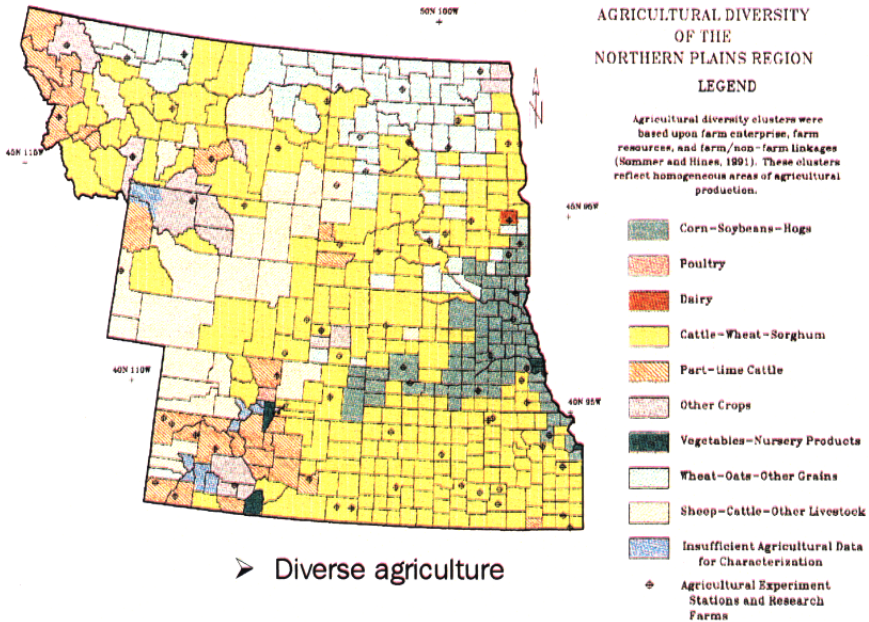 50N 100W
AGRICULTURAL DIVERSITY
OF THE
NORTHERN PLAINS REGION
LEGEND
Agricultural diversity clusters were
based upon farm enterprise, farm
resources, and farm/non-farm linkages
(Sommer and Hines, 1991). These clusters
reflect homogeneous areas of agricultural
production.
45N 115W
45N 95W
Corn-Soybeans-Hogs
Poultry
Dairy
Cattle-Wheat-Sorghum
Part-time Cattle
40N 110W
40N 95W
Other Crops
Vegetables-Nursery Products
Wheat-Oats-Other Grains
Sheep-Cattle-Other Livestock
Insufficient Agricultural Data
for Characterization
Agricultural Experiment
Stations and Research
Farms
➢ Diverse agriculture